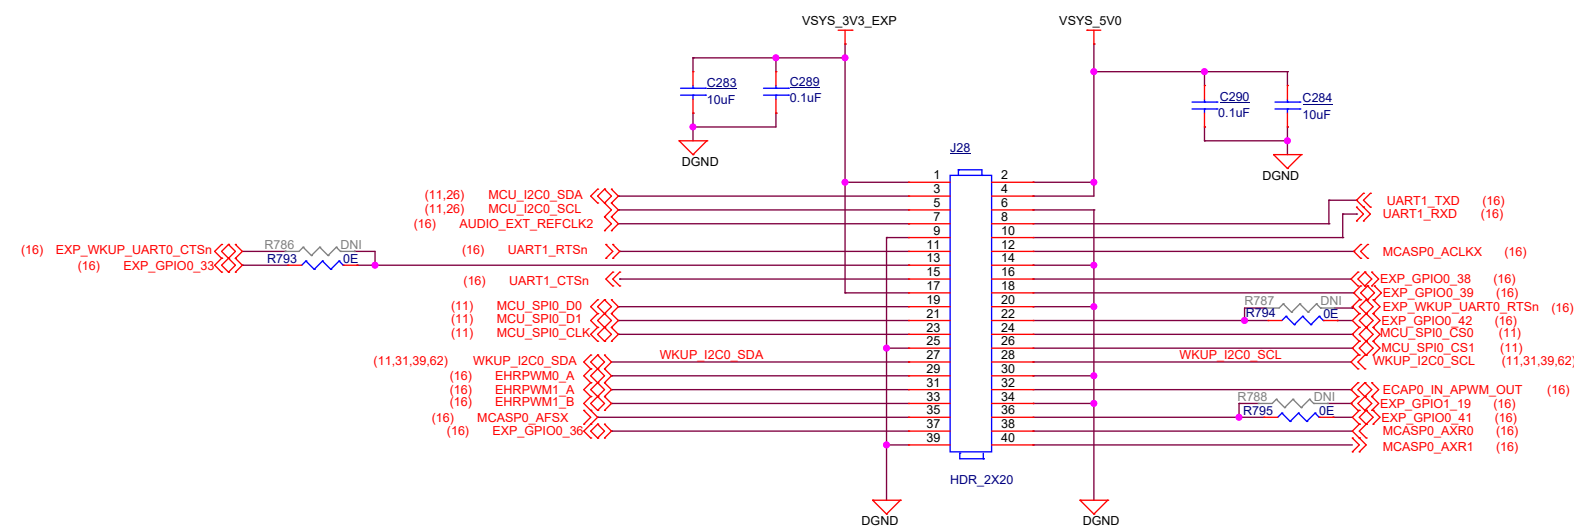 VSYS_3V3_EXP
VSYS_5V0
C283
10uF
C289
0.1uF
C290
0.1uF
C284
10uF
DGND
DGND
J28
1 2
(11,26) MCU_I2C0_SDA 3 4
(11,26) MCU_I2C0_SCL 5 6
(16) AUDIO_EXT_REFCLK2 7 8 UART1_TXD (16)
9 10 UART1_RXD (16)
(16) EXP_WKUP_UART0_CTSn R786 DNI (16) UART1_RTSn 11 12 MCASP0_ACLKX (16)
(16) EXP_GPIO0_33 R793 0E 13 14
(16) UART1_CTSn 15 16 EXP_GPIO0_38 (16)
17 18 EXP_GPIO0_39 (16)
(11) MCU_SPI0_D0 19 20 R787 DNI EXP_WKUP_UART0_RTSn (16)
(11) MCU_SPI0_D1 21 22 R794 0E EXP_GPIO0_42 (16)
(11) MCU_SPI0_CLK 23 24 MCU_SPI0_CS0 (11)
25 26 MCU_SPI0_CS1 (11)
(11,31,39,62) WKUP_I2C0_SDA WKUP_I2C0_SDA 27 28 WKUP_I2C0_SCL WKUP_I2C0_SCL (11,31,39,62)
(16) EHRPWM0_A 29 30
(16) EHRPWM1_A 31 32 ECAP0_IN_APWM_OUT (16)
(16) EHRPWM1_B 33 34 R788 DNI EXP_GPIO1_19 (16)
(16) MCASP0_AFSX 35 36 R795 0E EXP_GPIO0_41 (16)
(16) EXP_GPIO0_36 37 38 MCASP0_AXR0 (16)
39 40 MCASP0_AXR1 (16)
HDR_2X20
DGND
DGND